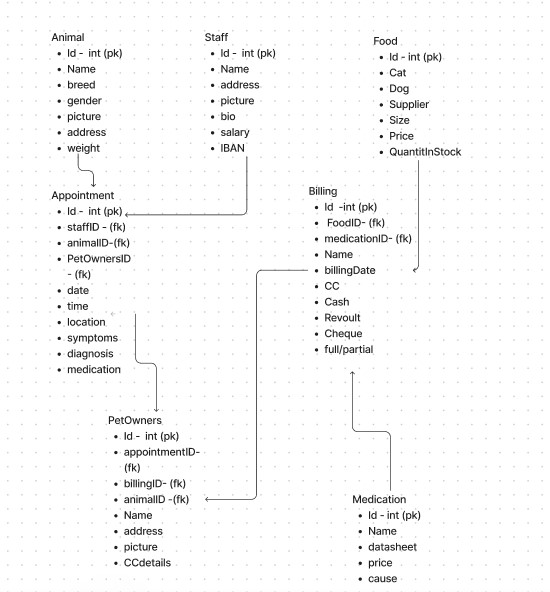 Animal
Id - int (pk)
Name
breed
gender
picture
address
weight
Staff
Id - int (pk)
Name
address
picture
bio
salary
IBAN
Food
Id - int (pk)
Cat
Dog
Supplier
Size
Price
QuantitInStock
Appointment
Id - int (pk)
staffID - (fk)
animalID-(fk)
PetOwnersID
- (fk)
date
time
location
symptoms
diagnosis
medication
Billing
Id -int (pk)
FoodID- (fk)
medicationID- (fk)
Name
billingDate
CC
Cash
Revoult
Cheque
full/partial
PetOwners
Id - int (pk)
appointmentID-
(fk)
billingID- (fk)
animalID -(fk)
Name
address
picture
CCdetails
Medication
Id - int (pk)
Name
datasheet
price
cause